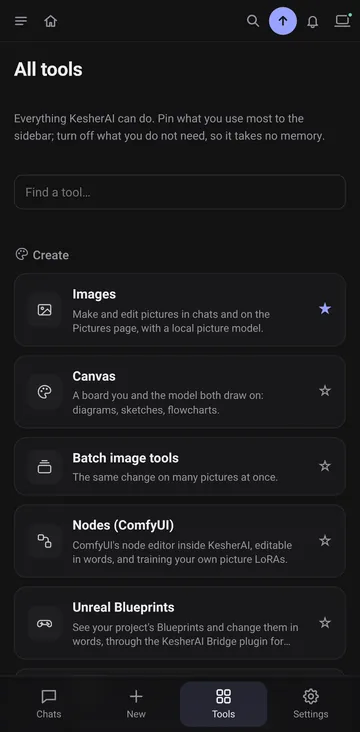 All tools
Everything KesherAI can do. Pin what you use most to the
sidebar; turn off what you do not need, so it takes no memory.
Find a tool...
Create
Images
Make and edit pictures in chats and on the
Pictures page, with a local picture model.
Canvas
A board you and the model both draw on:
diagrams, sketches, flowcharts.
Batch image tools
The same change on many pictures at once.
Nodes (ComfyUI)
ComfyUI's node editor inside KesherAI, editable
in words, and training your own picture LoRAs.
Unreal Blueprints
See your project's Blueprints and change them in
words, through the KesherAI Bridge plugin for...
Chats
New
Tools
Settings